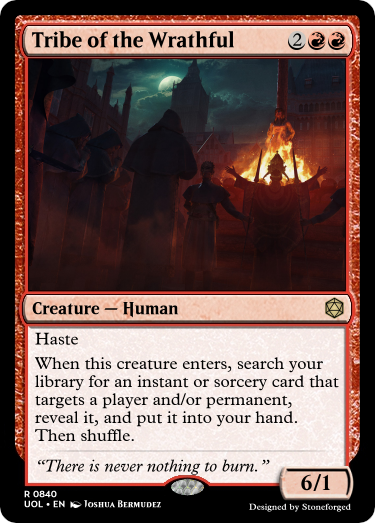 Tribe of the Wrathful 2
Creature — Human
Haste
When this creature enters, search your
library for an instant or sorcery card that
targets a player and/or permanent,
reveal it, and put it into your hand.
Then shuffle.
“There is never nothing to burn.”
6/1
R 0840
UOL • EN Joshua Bermudez
Designed by Stoneforged